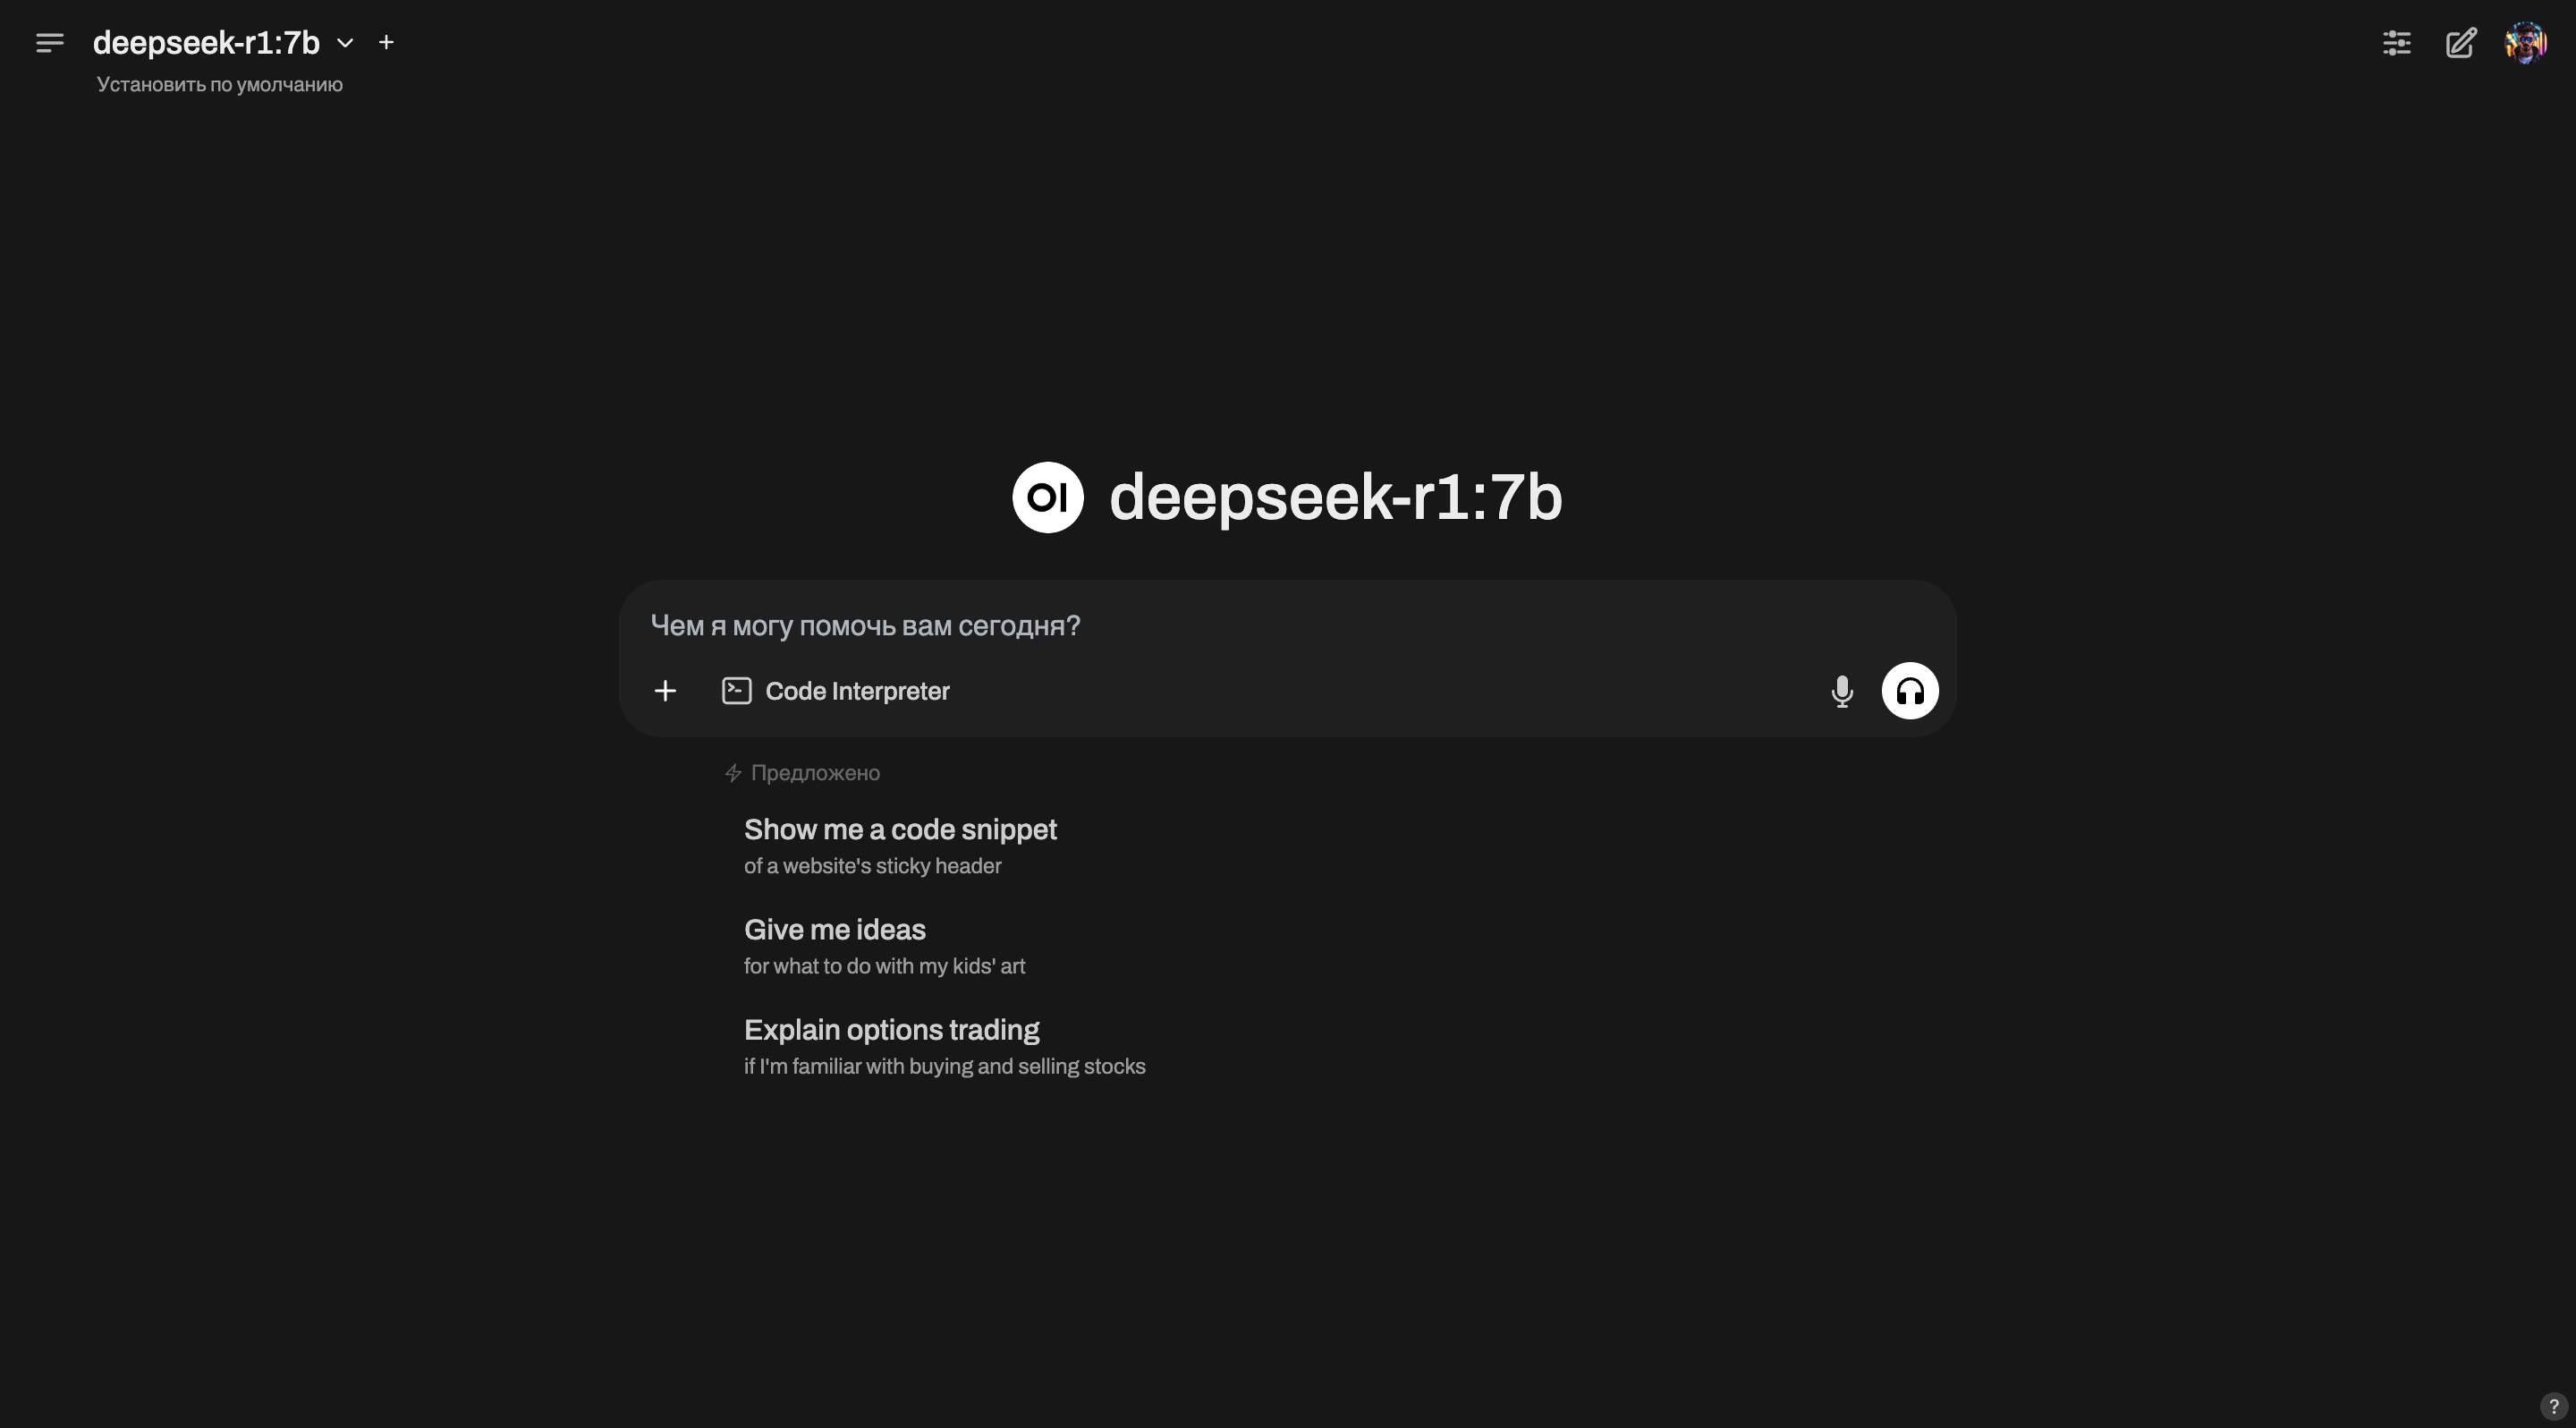 deepseek-r1:7b
Установить по умолчанию
OI deepseek-r1:7b
Чем я могу помочь вам сегодня?
Code Interpreter
Предложено
Show me a code snippet
of a website's sticky header
Give me ideas
for what to do with my kids' art
Explain options trading
if I'm familiar with buying and selling stocks
?